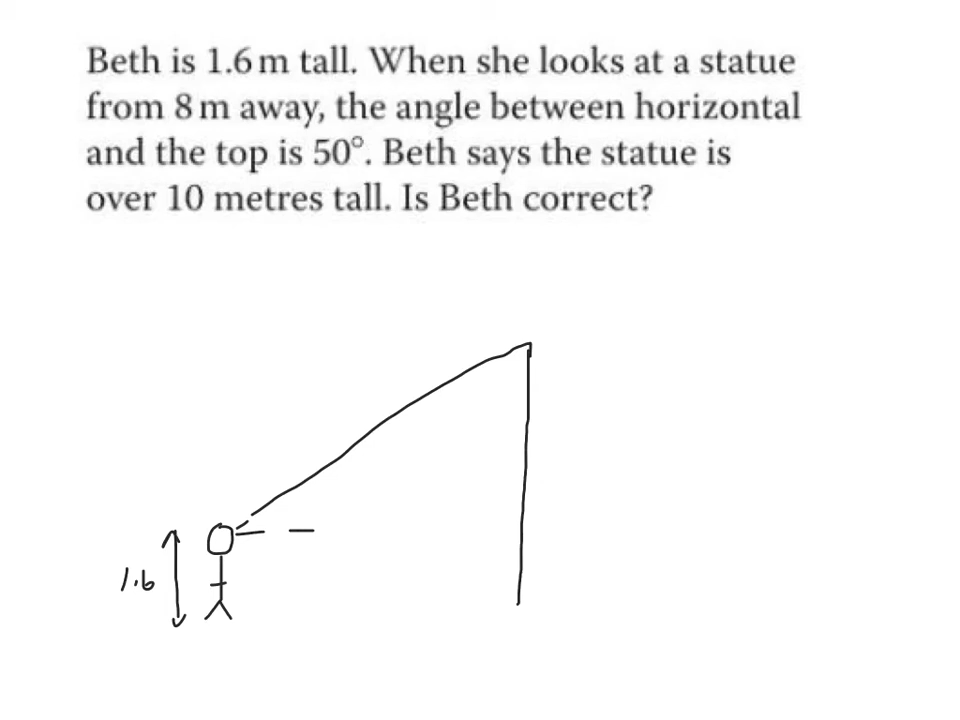 Beth is 1.6 m tall. When she looks at a statue
from 8 m away, the angle between horizontal
and the top is 50°. Beth says the statue is
over 10 metres tall. Is Beth correct?
1.6